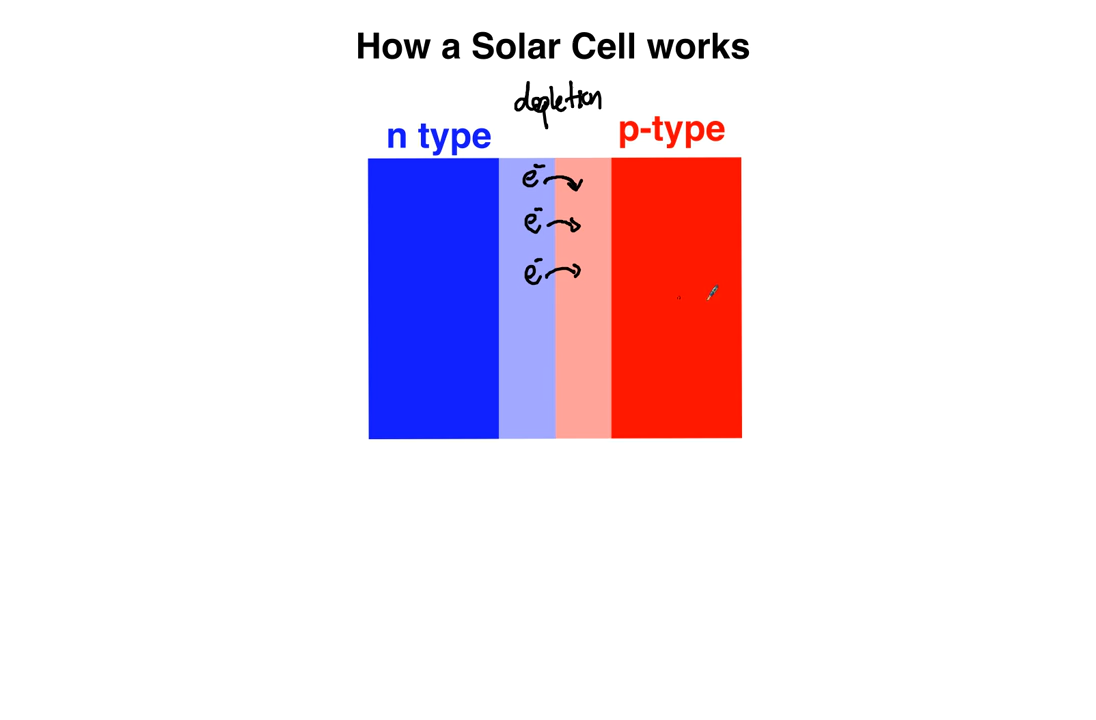 How a Solar Cell works
depletion
n type
p-type
e-
e-
e-